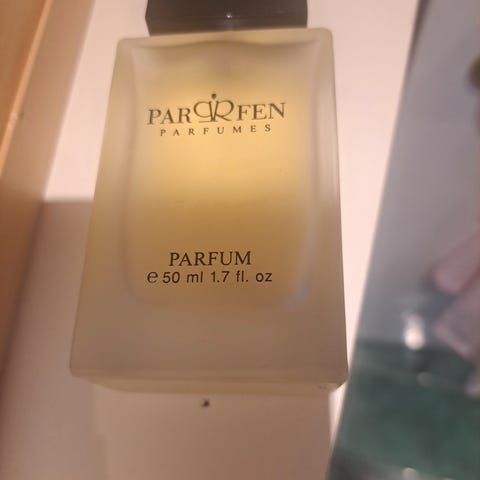 PARFEN
PARFUMES
PARFUM
℮ 50 ml 1.7 fl. oz